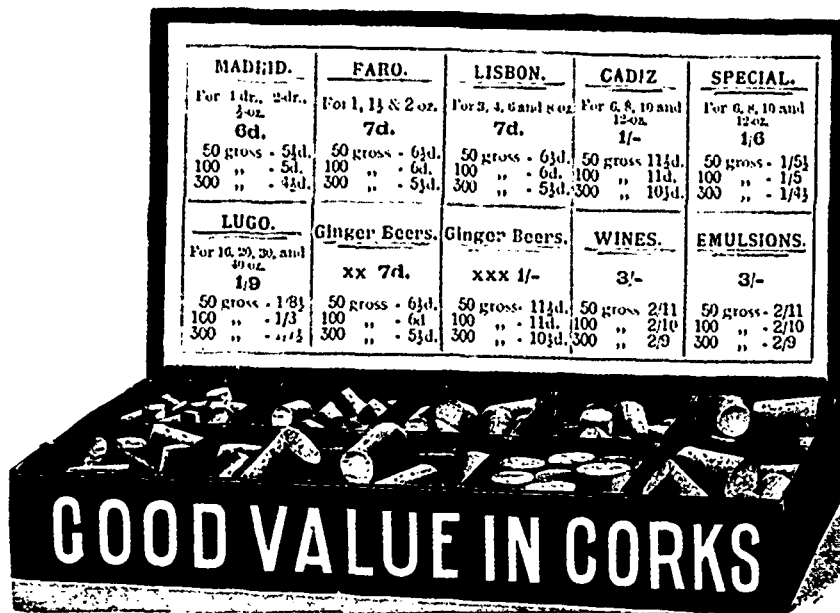 MADRID.
For 1 dr., 2-dr.,
½-oz.
6d.
50 gross - 5½d.
100 „ - 5d.
300 „ - 4½d.
FARO.
For 1, 1½ & 2 oz.
7d.
50 gross - 6½d.
100 „ - 6d.
300 „ - 5½d.
LISBON.
For 3, 4, 6 and 8 oz
7d.
50 gross - 6½d.
100 „ - 6d.
300 „ - 5½d.
CADIZ
For 6, 8, 10 and
12-oz.
1/-
50 gross 11½d.
100 „ 11d.
300 „ 10½d.
SPECIAL.
For 6, 8, 10 and
12-oz.
1/6
50 gross - 1/5½
100 „ - 1/5
300 „ - 1/4½
LUGO.
For 16, 20, 30, and
40 oz.
1/9
50 gross - 1/8½
100 „ - 1/3
300 „ -
Ginger Beers.
xx 7d.
50 gross - 6½d.
100 „ - 6d
300 „ - 5½d.
Ginger Beers.
xxx 1/-
50 gross - 11½d.
100 „ - 11d.
300 „ - 10½d.
WINES.
3/-
50 gross 2/11
100 „ 2/10
300 „ 2/9
EMULSIONS.
3/-
50 gross - 2/11
100 „ - 2/10
300 „ - 2/9
GOOD VALUE IN CORKS